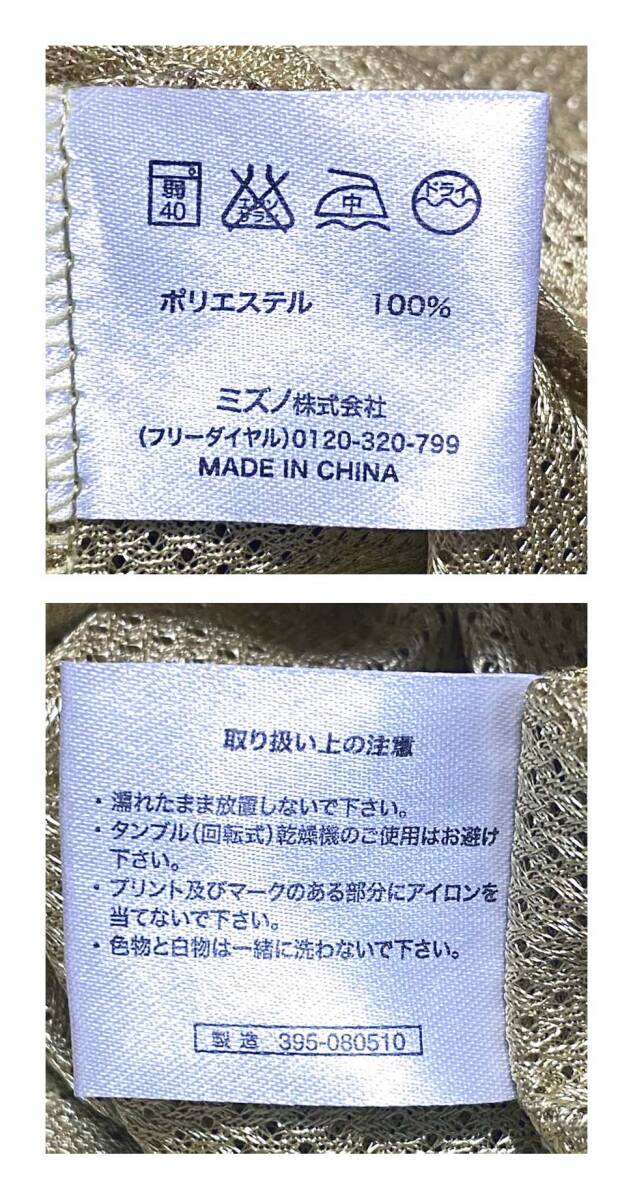 弱
40
エンソ
サラシ
中
ドライ
ポリエステル 100%
ミズノ株式会社
(フリーダイヤル)0120-320-799
MADE IN CHINA
取り扱い上の注意
・濡れたまま放置しないで下さい。
・タンブル(回転式)乾燥機のご使用はお避け
下さい。
・プリント及びマークのある部分にアイロンを
当てないで下さい。
・色物と白物は一緒に洗わないで下さい。
製造 395-080510